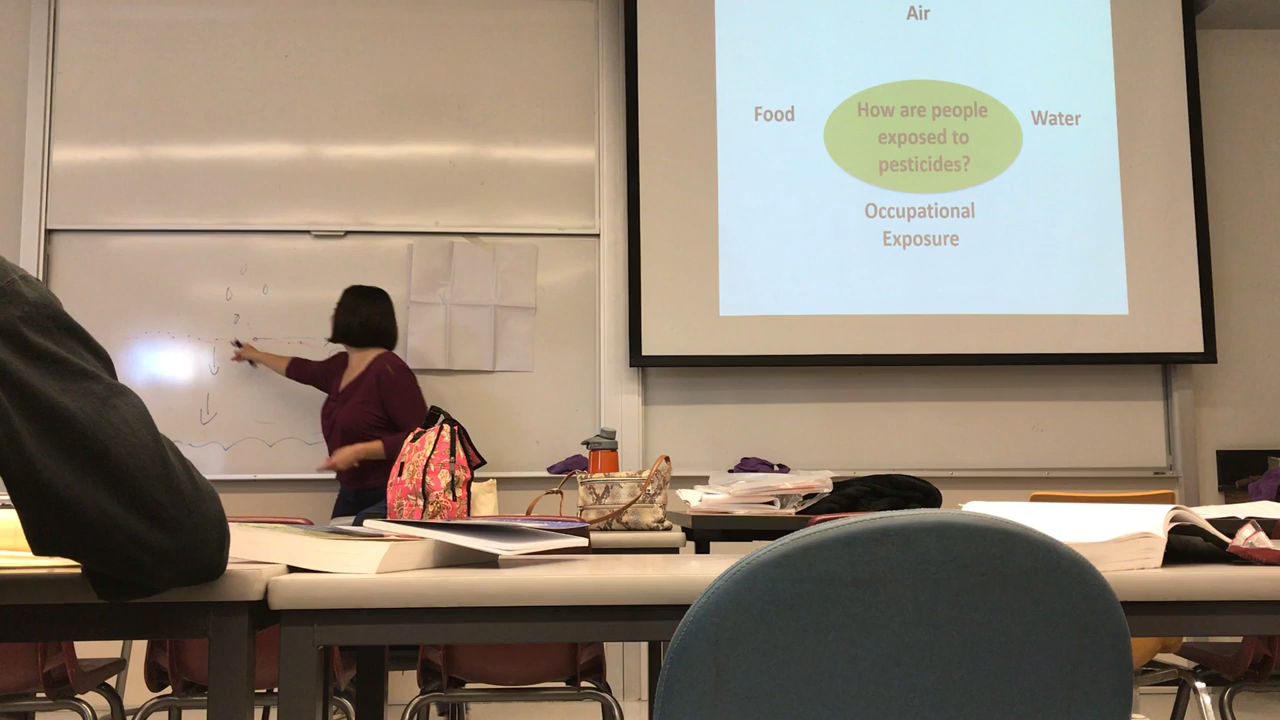 Air
Food
How are people
exposed to
pesticides?
Water
Occupational
Exposure